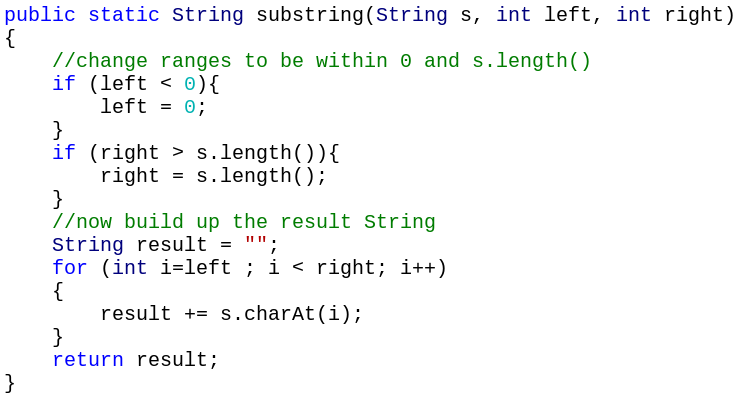 public static String substring(String s, int left, int right)
{
    //change ranges to be within 0 and s.length()
    if (left < 0){
        left = 0;
    }
    if (right > s.length()){
        right = s.length();
    }
    //now build up the result String
    String result = "";
    for (int i=left ; i < right; i++)
    {
        result += s.charAt(i);
    }
    return result;
}